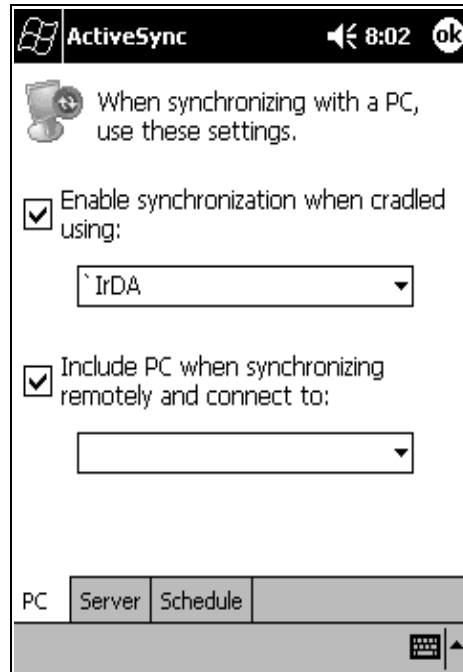 ActiveSync 8:02 ok
When synchronizing with a PC,
use these settings.
Enable synchronization when cradled
using:
` IrDA
Include PC when synchronizing
remotely and connect to:
PC Server Schedule